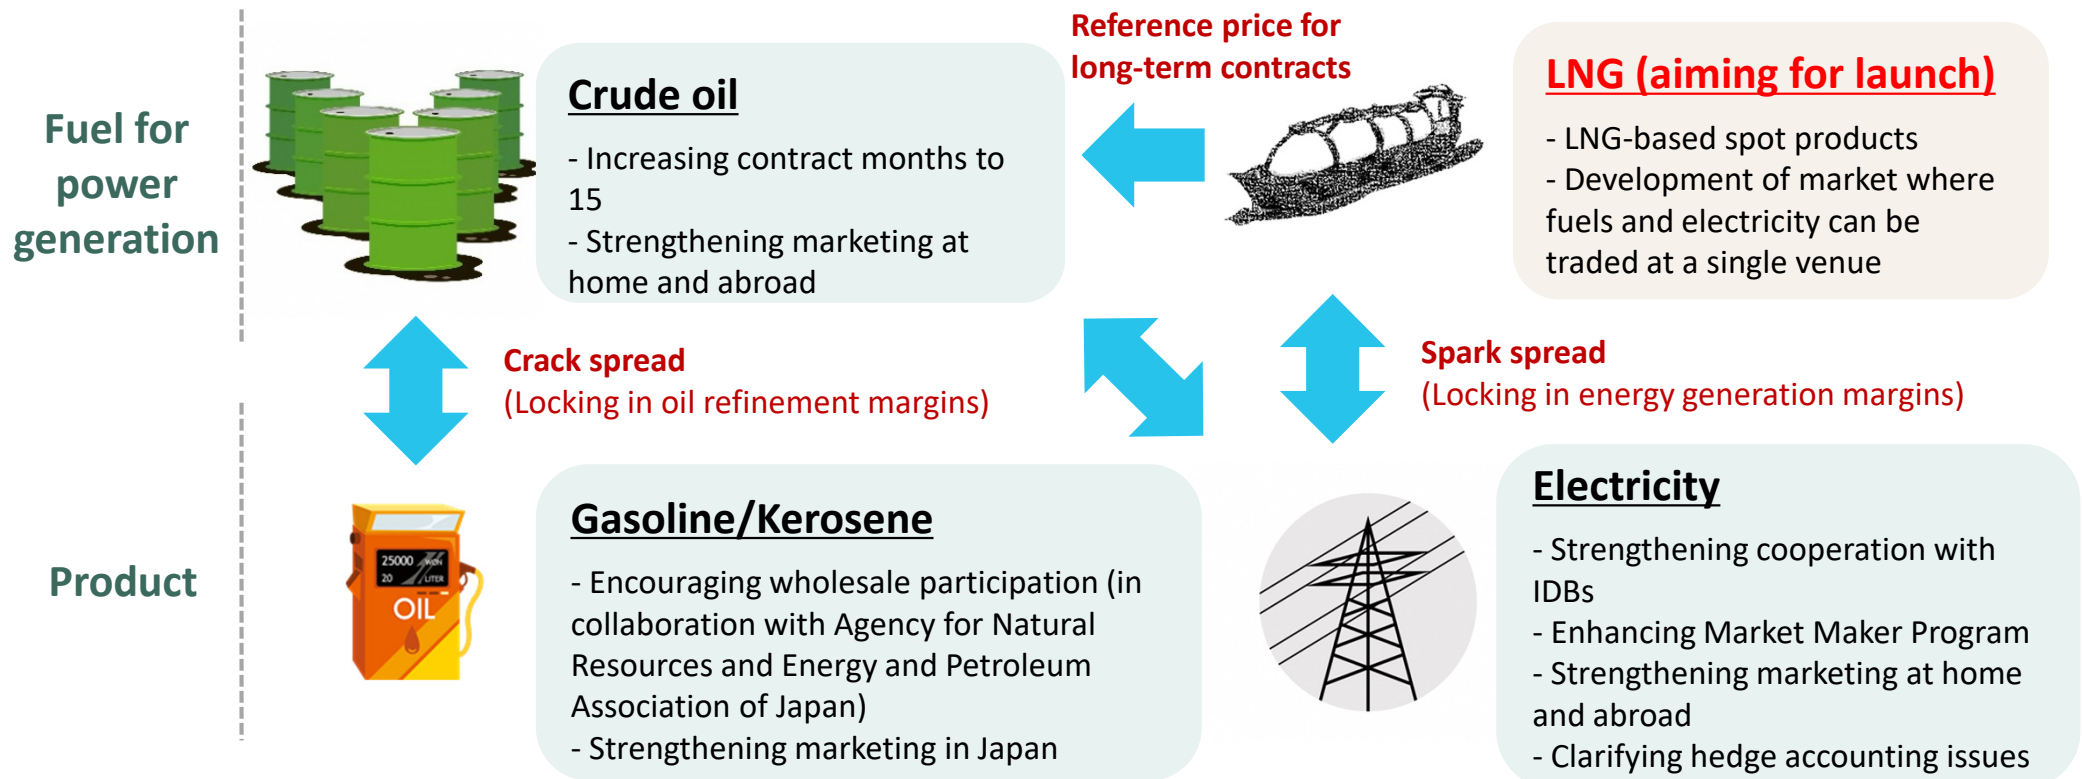 Fuel for
power
generation
Crude oil
- Increasing contract months to
15
- Strengthening marketing at
home and abroad
Reference price for
long-term contracts
LNG (aiming for launch)
- LNG-based spot products
- Development of market where
fuels and electricity can be
traded at a single venue
Crack spread
(Locking in oil refinement margins)
Spark spread
(Locking in energy generation margins)
Product
25000 WON
20 LITER
OIL
Gasoline/Kerosene
- Encouraging wholesale participation (in
collaboration with Agency for Natural
Resources and Energy and Petroleum
Association of Japan)
- Strengthening marketing in Japan
Electricity
- Strengthening cooperation with
IDBs
- Enhancing Market Maker Program
- Strengthening marketing at home
and abroad
- Clarifying hedge accounting issues